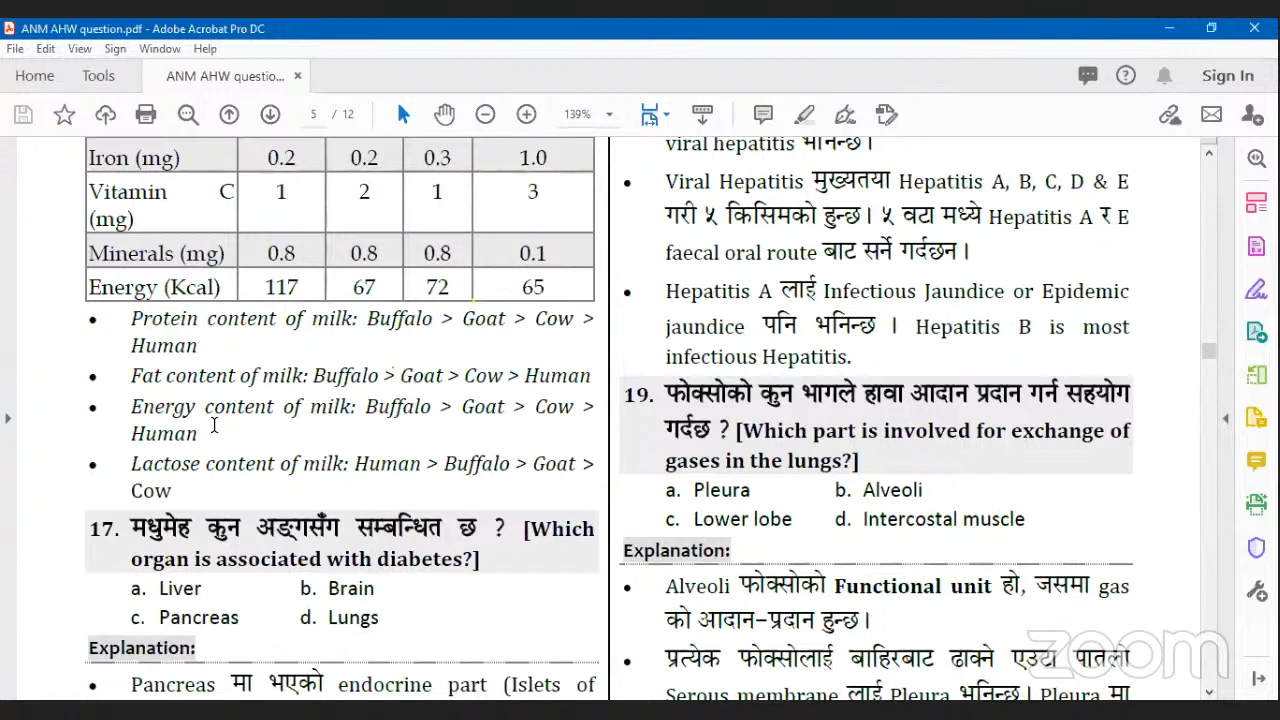 ANM AHW question.pdf - Adobe Acrobat Pro DC
File Edit View Sign Window Help
Home Tools ANM AHW questio... × Sign In
5 / 12 139%
Iron (mg) 0.2 0.2 0.3 1.0
Vitamin C 1 2 1 3
(mg)
Minerals (mg) 0.8 0.8 0.8 0.1
Energy (Kcal) 117 67 72 65
• Protein content of milk: Buffalo > Goat > Cow >
Human
• Fat content of milk: Buffalo > Goat > Cow > Human
• Energy content of milk: Buffalo > Goat > Cow >
Human
• Lactose content of milk: Human > Buffalo > Goat >
Cow
17. मधुमेह कुन अङ्गसँग सम्बन्धित छ ? [Which
organ is associated with diabetes?]
a. Liver b. Brain
c. Pancreas d. Lungs
Explanation:
• Pancreas मा भएको endocrine part (Islets of
viral hepatitis भनिन्छ।
• Viral Hepatitis मुख्यतया Hepatitis A, B, C, D & E
गरी ५ किसिमको हुन्छ। ५ वटा मध्ये Hepatitis A र E
faecal oral route बाट सर्ने गर्दछन।
• Hepatitis A लाई Infectious Jaundice or Epidemic
jaundice पनि भनिन्छ । Hepatitis B is most
infectious Hepatitis.
19. फोक्सोको कुन भागले हावा आदान प्रदान गर्न सहयोग
गर्दछ ? [Which part is involved for exchange of
gases in the lungs?]
a. Pleura b. Alveoli
c. Lower lobe d. Intercostal muscle
Explanation:
• Alveoli फोक्सोको Functional unit हो, जसमा gas
को आदान-प्रदान हुन्छ।
• प्रत्येक फोक्सोलाई बाहिरबाट ढाक्ने एउटा पातलो
Serous membrane लाई Pleura भनिन्छ। Pleura मा
zoom